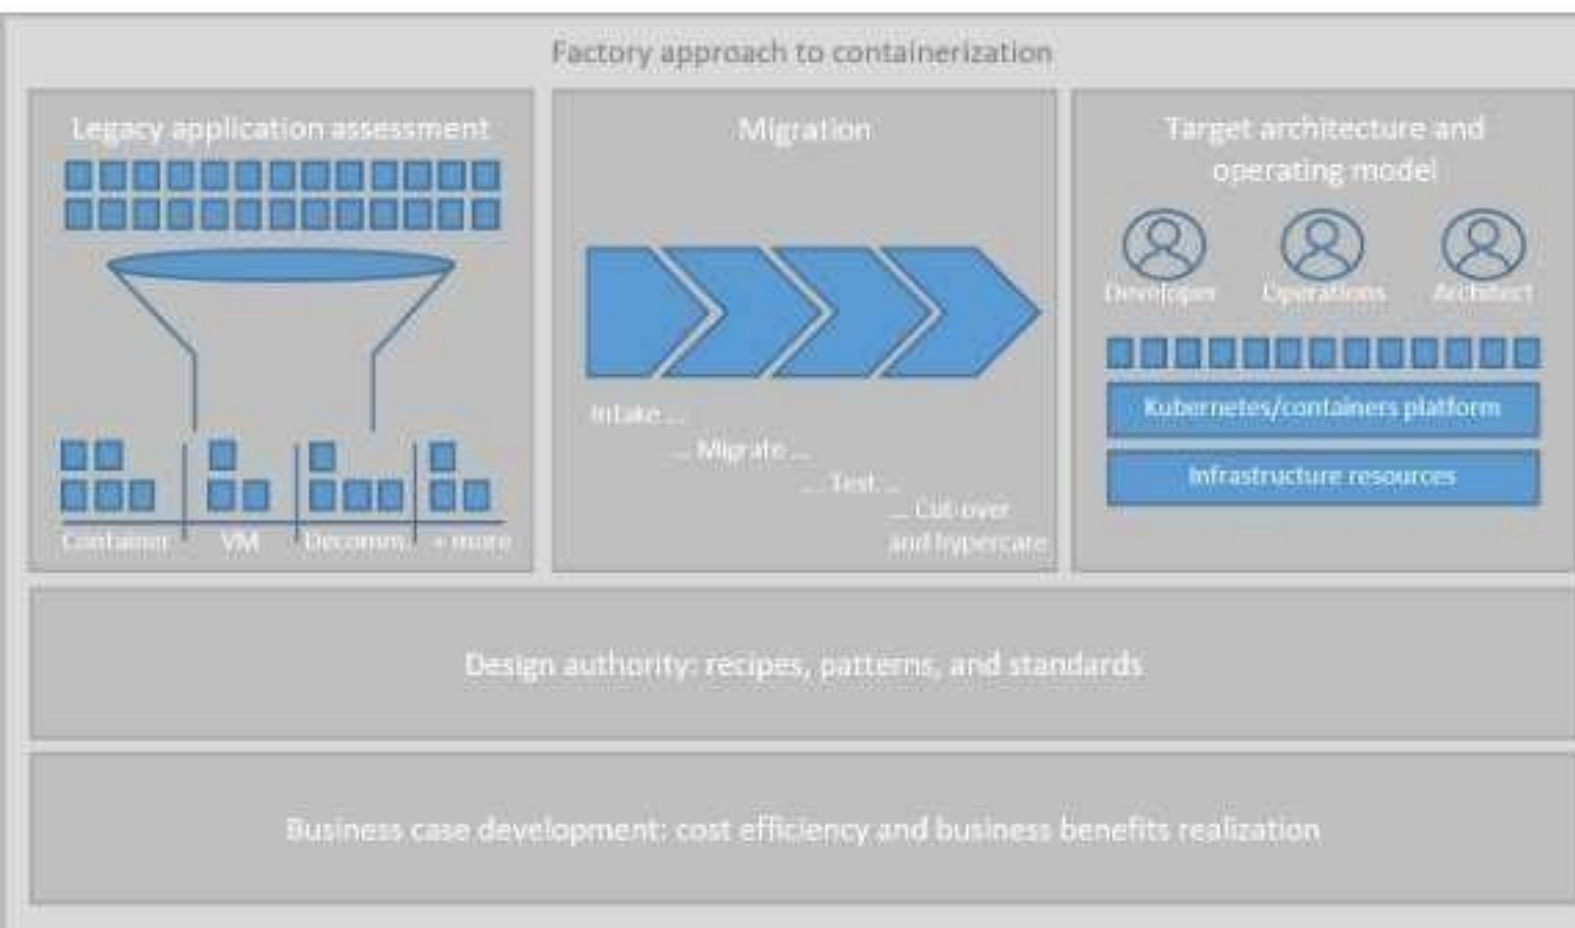 Factory approach to containerization
Legacy application assessment
Container
VM
Decomm.
+ more
Migration
Intake ...
... Migrate ...
... Test ...
... Cut-over
and hypercare
Target architecture and
operating model
Developer
Operations
Architect
Kubernetes/containers platform
Infrastructure resources
Design authority: recipes, patterns, and standards
Business case development: cost efficiency and business benefits realization